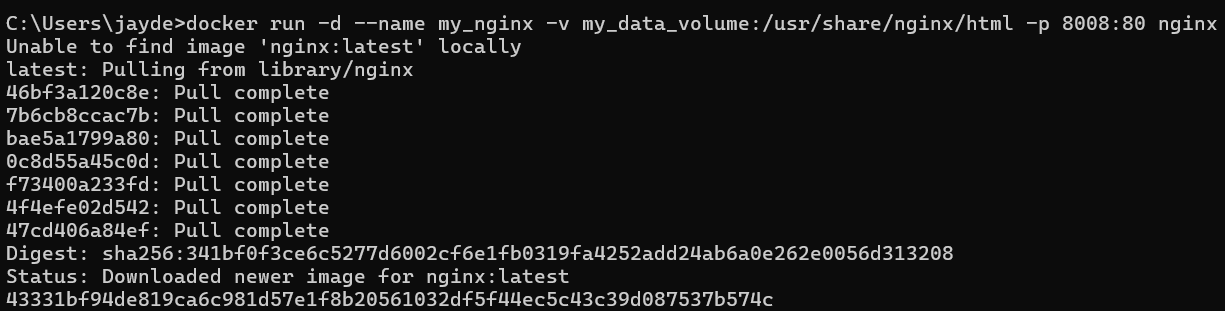 C:\Users\jayde>docker run -d --name my_nginx -v my_data_volume:/usr/share/nginx/html -p 8008:80 nginx
Unable to find image 'nginx:latest' locally
latest: Pulling from library/nginx
46bf3a120c8e: Pull complete
7b6cb8ccac7b: Pull complete
bae5a1799a80: Pull complete
0c8d55a45c0d: Pull complete
f73400a233fd: Pull complete
4f4efe02d542: Pull complete
47cd406a84ef: Pull complete
Digest: sha256:341bf0f3ce6c5277d6002cf6e1fb0319fa4252add24ab6a0e262e0056d313208
Status: Downloaded newer image for nginx:latest
43331bf94de819ca6c981d57e1f8b20561032df5f44ec5c43c39d087537b574c